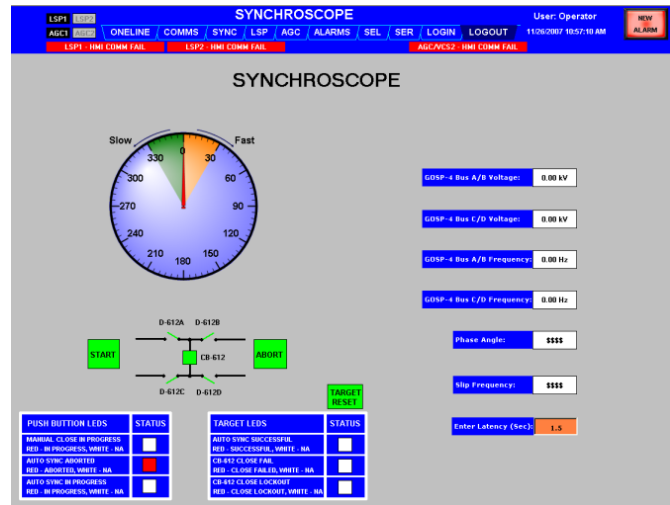 SYNCHROSCOPE
LSP1 LSP2
User: Operator
NEW
ALARM
AGC1 AGC2
ONELINE COMMS SYNC LSP AGC ALARMS SEL SER LOGIN LOGOUT
11/26/2007 10:57:10 AM
LSP1 - HMI COMM FAIL
LSP2 - HMI COMM FAIL
AGC/VCS2 - HMI COMM FAIL
SYNCHROSCOPE
Slow
Fast
0
30
60
90
120
150
180
210
240
270
300
330
GOSP-4 Bus A/B Voltage: 0.00 kV
GOSP-4 Bus C/D Voltage: 0.00 kV
GOSP-4 Bus A/B Frequency: 0.00 Hz
GOSP-4 Bus C/D Frequency: 0.00 Hz
Phase Angle: $$$$
Slip Frequency: $$$$
Enter Latency (Sec): 1.5
D-612A D-612B
START
CB-612
ABORT
D-612C D-612D
TARGET
RESET
PUSH BUTTON LEDS STATUS
MANUAL CLOSE IN PROGRESS
RED - IN PROGRESS, WHITE - NA
AUTO SYNC ABORTED
RED - ABORTED, WHITE - NA
AUTO SYNC IN PROGRESS
RED - IN PROGRESS, WHITE - NA
TARGET LEDS STATUS
AUTO SYNC SUCCESSFUL
RED - SUCCESSFUL, WHITE - NA
CB-612 CLOSE FAIL
RED - CLOSE FAILED, WHITE - NA
CB-612 CLOSE LOCKOUT
RED - CLOSE LOCKOUT, WHITE - NA